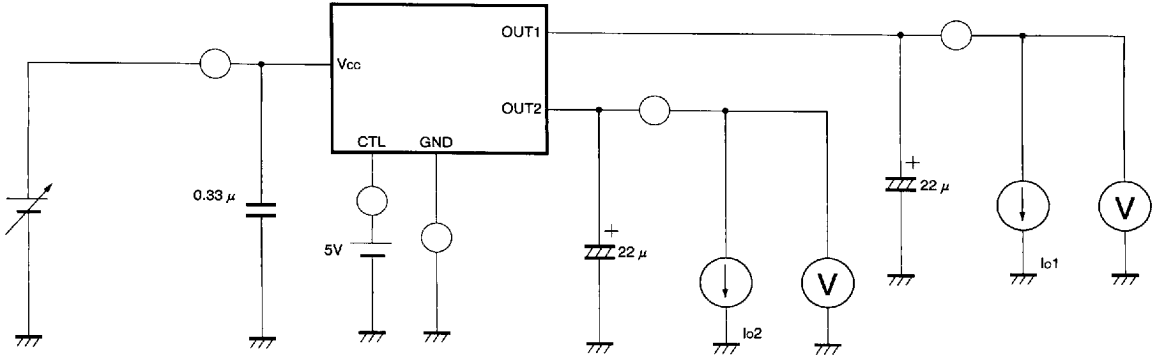 OUT1
Vcc
OUT2
CTL GND
0.33 μ
+
22 μ
V
5V
+
22 μ
V
Io1
Io2